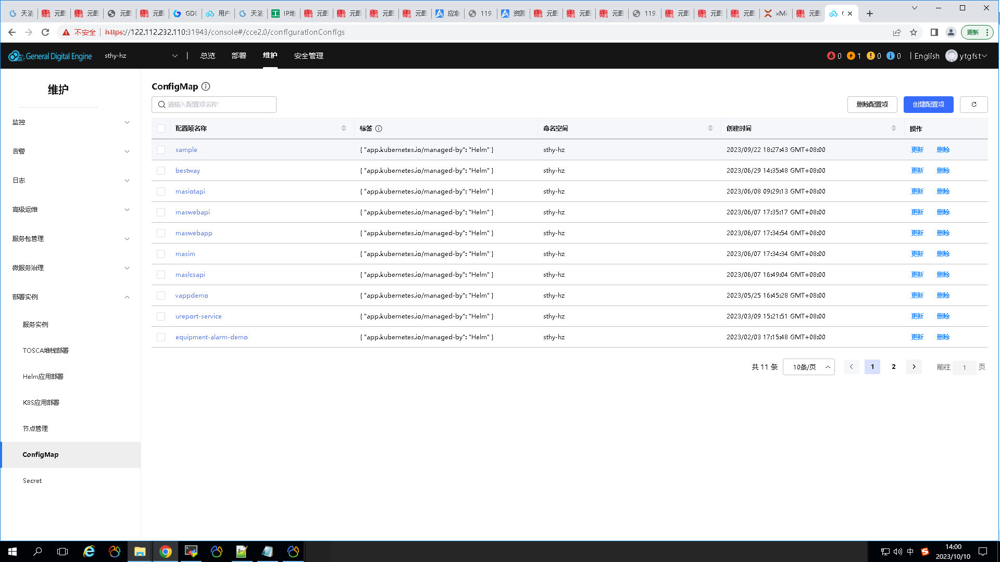 天清 元图 元图 元图 元图 GDE 用户 天清 IP地 元图 元图 元图 元图 应急 119. 资源 元图 元图 元图 119. 元图 元图 元图 xMi 元图
不安全 https://122.112.232.110:31943/console#/cce2.0/configurationConfigs 更新
General Digital Engine sthy-hz 总览 部署 维护 安全管理 0 1 0 0 English ytgfst
维护
监控
告警
日志
高级运维
服务包管理
微服务治理
部署实例
服务实例
TOSCA堆栈部署
Helm应用部署
K8S应用部署
节点管理
ConfigMap
Secret
ConfigMap
请输入配置项名称 删除配置项 创建配置项
配置项名称 标签 命名空间 创建时间 操作
sample { "app.kubernetes.io/managed-by": "Helm" } sthy-hz 2023/09/22 18:27:43 GMT+08:00 更新 删除
bestway { "app.kubernetes.io/managed-by": "Helm" } sthy-hz 2023/06/29 14:35:48 GMT+08:00 更新 删除
masiotapi { "app.kubernetes.io/managed-by": "Helm" } sthy-hz 2023/06/08 09:29:13 GMT+08:00 更新 删除
maswebapi { "app.kubernetes.io/managed-by": "Helm" } sthy-hz 2023/06/07 17:35:17 GMT+08:00 更新 删除
maswebapp { "app.kubernetes.io/managed-by": "Helm" } sthy-hz 2023/06/07 17:34:54 GMT+08:00 更新 删除
masim { "app.kubernetes.io/managed-by": "Helm" } sthy-hz 2023/06/07 17:34:34 GMT+08:00 更新 删除
maslcsapi { "app.kubernetes.io/managed-by": "Helm" } sthy-hz 2023/06/07 16:49:04 GMT+08:00 更新 删除
vappdemo { "app.kubernetes.io/managed-by": "Helm" } sthy-hz 2023/05/25 16:45:28 GMT+08:00 更新 删除
ureport-service { "app.kubernetes.io/managed-by": "Helm" } sthy-hz 2023/03/09 15:21:51 GMT+08:00 更新 删除
equipment-alarm-demo { "app.kubernetes.io/managed-by": "Helm" } sthy-hz 2023/02/03 17:15:48 GMT+08:00 更新 删除
共 11 条 10条/页 1 2 前往 1 页
中 14:00
2023/10/10